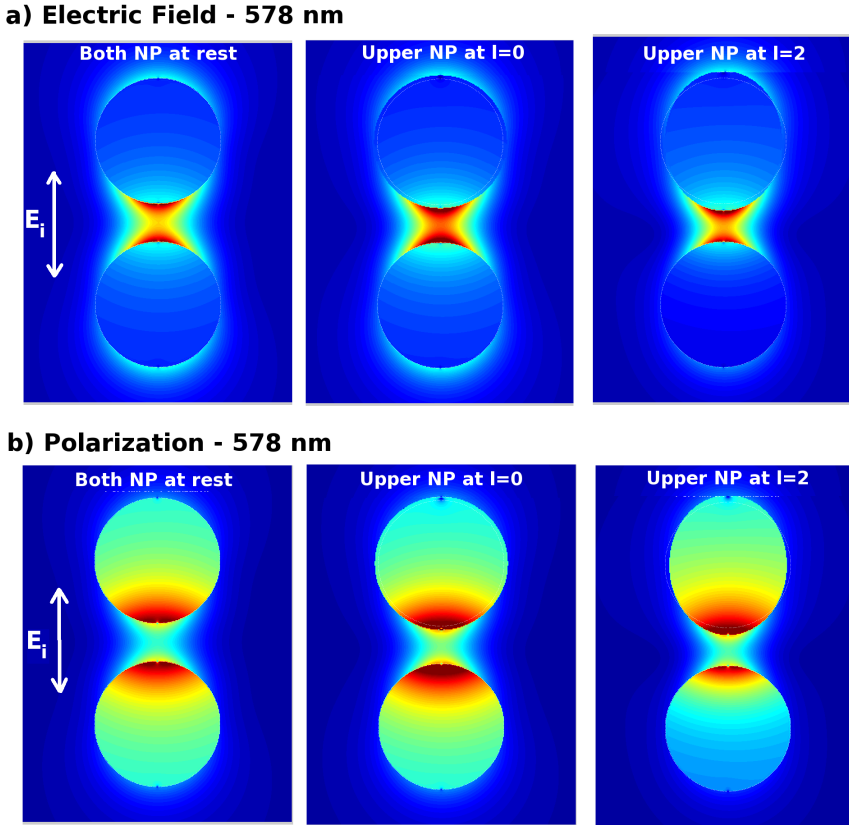 a) Electric Field - 578 nm
Both NP at rest
Upper NP at l=0
Upper NP at l=2
Ei
b) Polarization - 578 nm
Both NP at rest
Upper NP at l=0
Upper NP at l=2
Ei